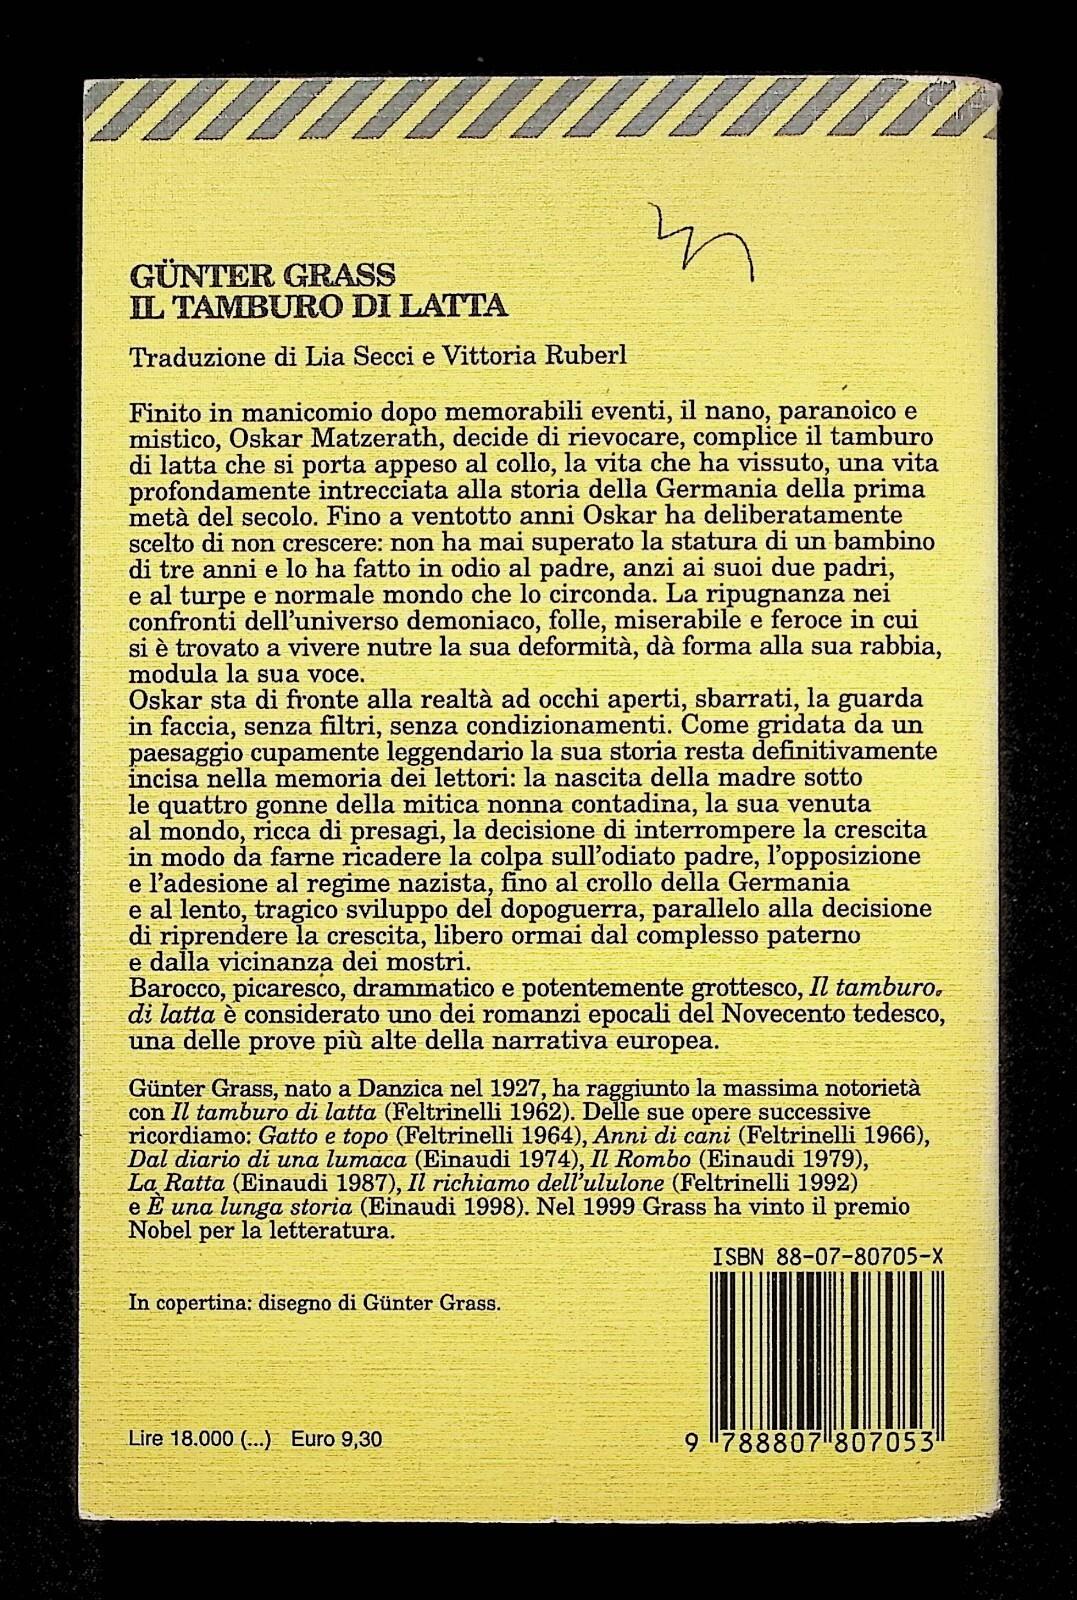 GÜNTER GRASS
IL TAMBURO DI LATTA
Traduzione di Lia Secci e Vittoria Ruberl
Finito in manicomio dopo memorabili eventi, il nano, paranoico e
mistico, Oskar Matzerath, decide di rievocare, complice il tamburo
di latta che si porta appeso al collo, la vita che ha vissuto, una vita
profondamente intrecciata alla storia della Germania della prima
metà del secolo. Fino a ventotto anni Oskar ha deliberatamente
scelto di non crescere: non ha mai superato la statura di un bambino
di tre anni e lo ha fatto in odio al padre, anzi ai suoi due padri,
e al turpe e normale mondo che lo circonda. La ripugnanza nei
confronti dell'universo demoniaco, folle, miserabile e feroce in cui
si è trovato a vivere nutre la sua deformità, dà forma alla sua rabbia,
modula la sua voce.
Oskar sta di fronte alla realtà ad occhi aperti, sbarrati, la guarda
in faccia, senza filtri, senza condizionamenti. Come gridata da un
paesaggio cupamente leggendario la sua storia resta definitivamente
incisa nella memoria dei lettori: la nascita della madre sotto
le quattro gonne della mitica nonna contadina, la sua venuta
al mondo, ricca di presagi, la decisione di interrompere la crescita
in modo da farne ricadere la colpa sull'odiato padre, l'opposizione
e l'adesione al regime nazista, fino al crollo della Germania
e al lento, tragico sviluppo del dopoguerra, parallelo alla decisione
di riprendere la crescita, libero ormai dal complesso paterno
e dalla vicinanza dei mostri.
Barocco, picaresco, drammatico e potentemente grottesco, Il tamburo
di latta è considerato uno dei romanzi epocali del Novecento tedesco,
una delle prove più alte della narrativa europea.
Günter Grass, nato a Danzica nel 1927, ha raggiunto la massima notorietà
con Il tamburo di latta (Feltrinelli 1962). Delle sue opere successive
ricordiamo: Gatto e topo (Feltrinelli 1964), Anni di cani (Feltrinelli 1966),
Dal diario di una lumaca (Einaudi 1974), Il Rombo (Einaudi 1979),
La Ratta (Einaudi 1987), Il richiamo dell'ululone (Feltrinelli 1992)
e È una lunga storia (Einaudi 1998). Nel 1999 Grass ha vinto il premio
Nobel per la letteratura.
ISBN 88-07-80705-X
In copertina: disegno di Günter Grass.
Lire 18.000 (...) Euro 9,30
9 788807 807053